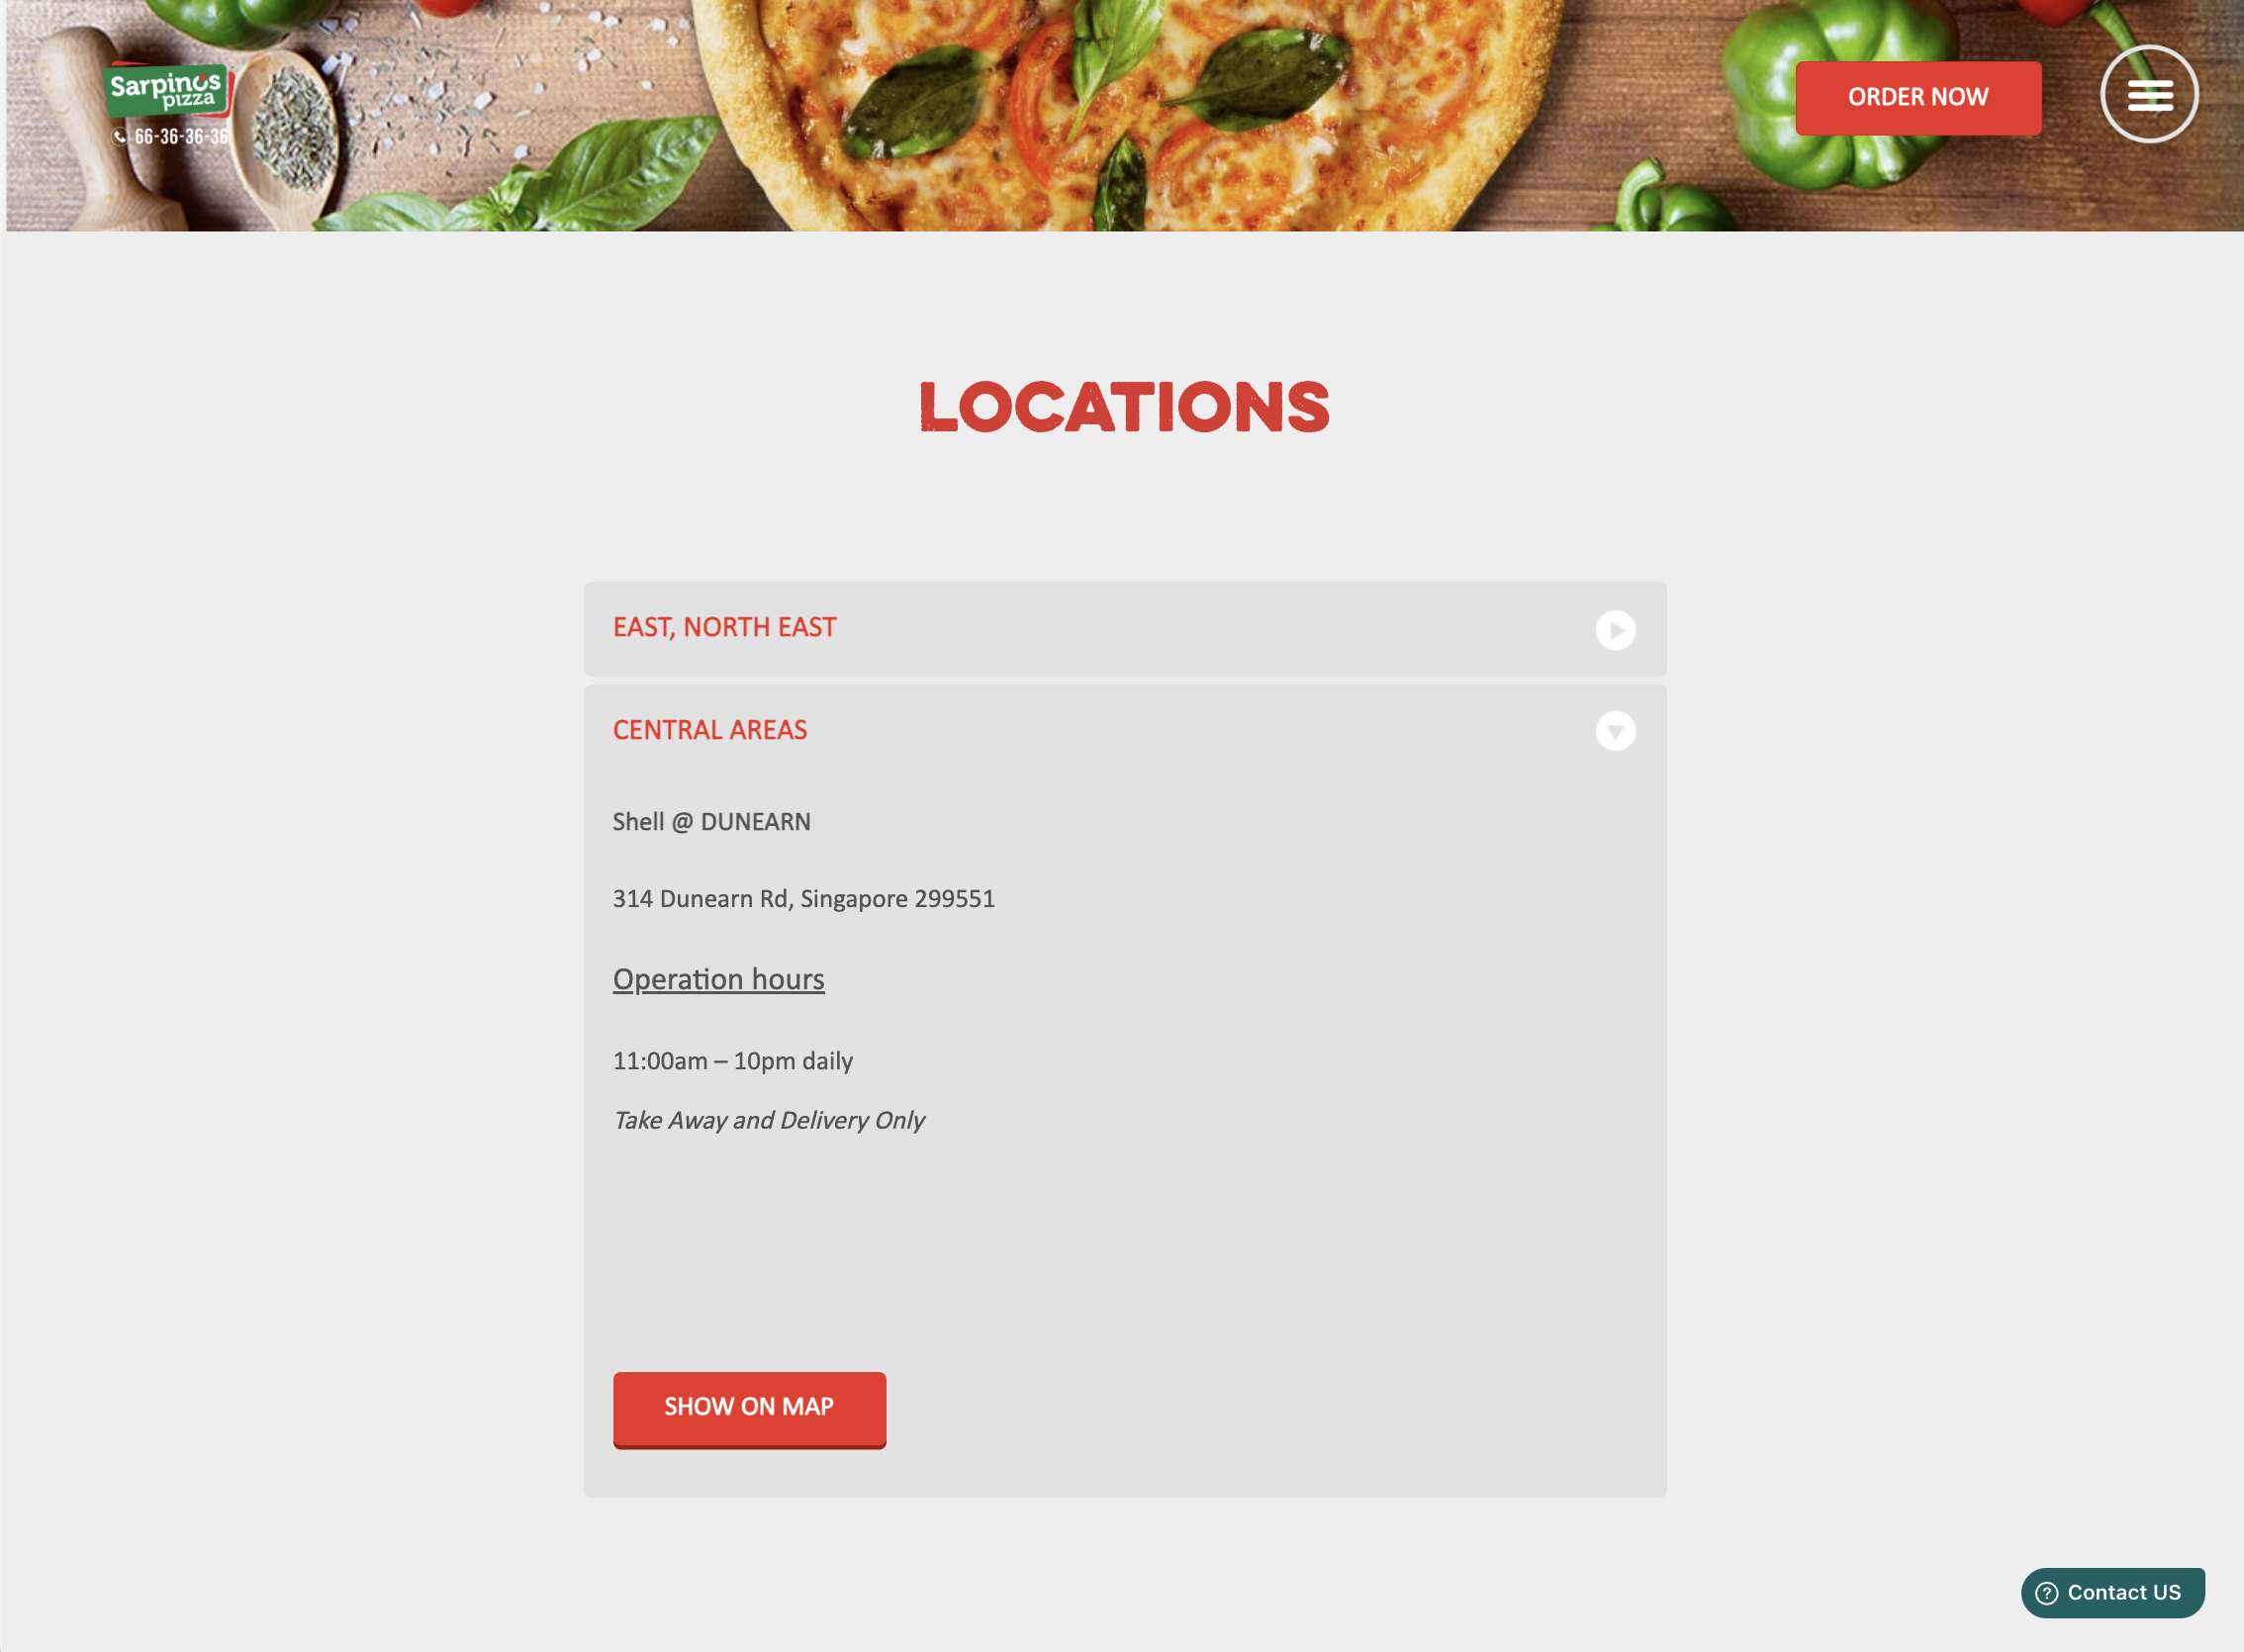 Sarpino's
pizza
66-36-36-36
ORDER NOW
LOCATIONS
EAST, NORTH EAST
CENTRAL AREAS
Shell @ DUNEARN
314 Dunearn Rd, Singapore 299551
Operation hours
11:00am – 10pm daily
Take Away and Delivery Only
SHOW ON MAP
? Contact US